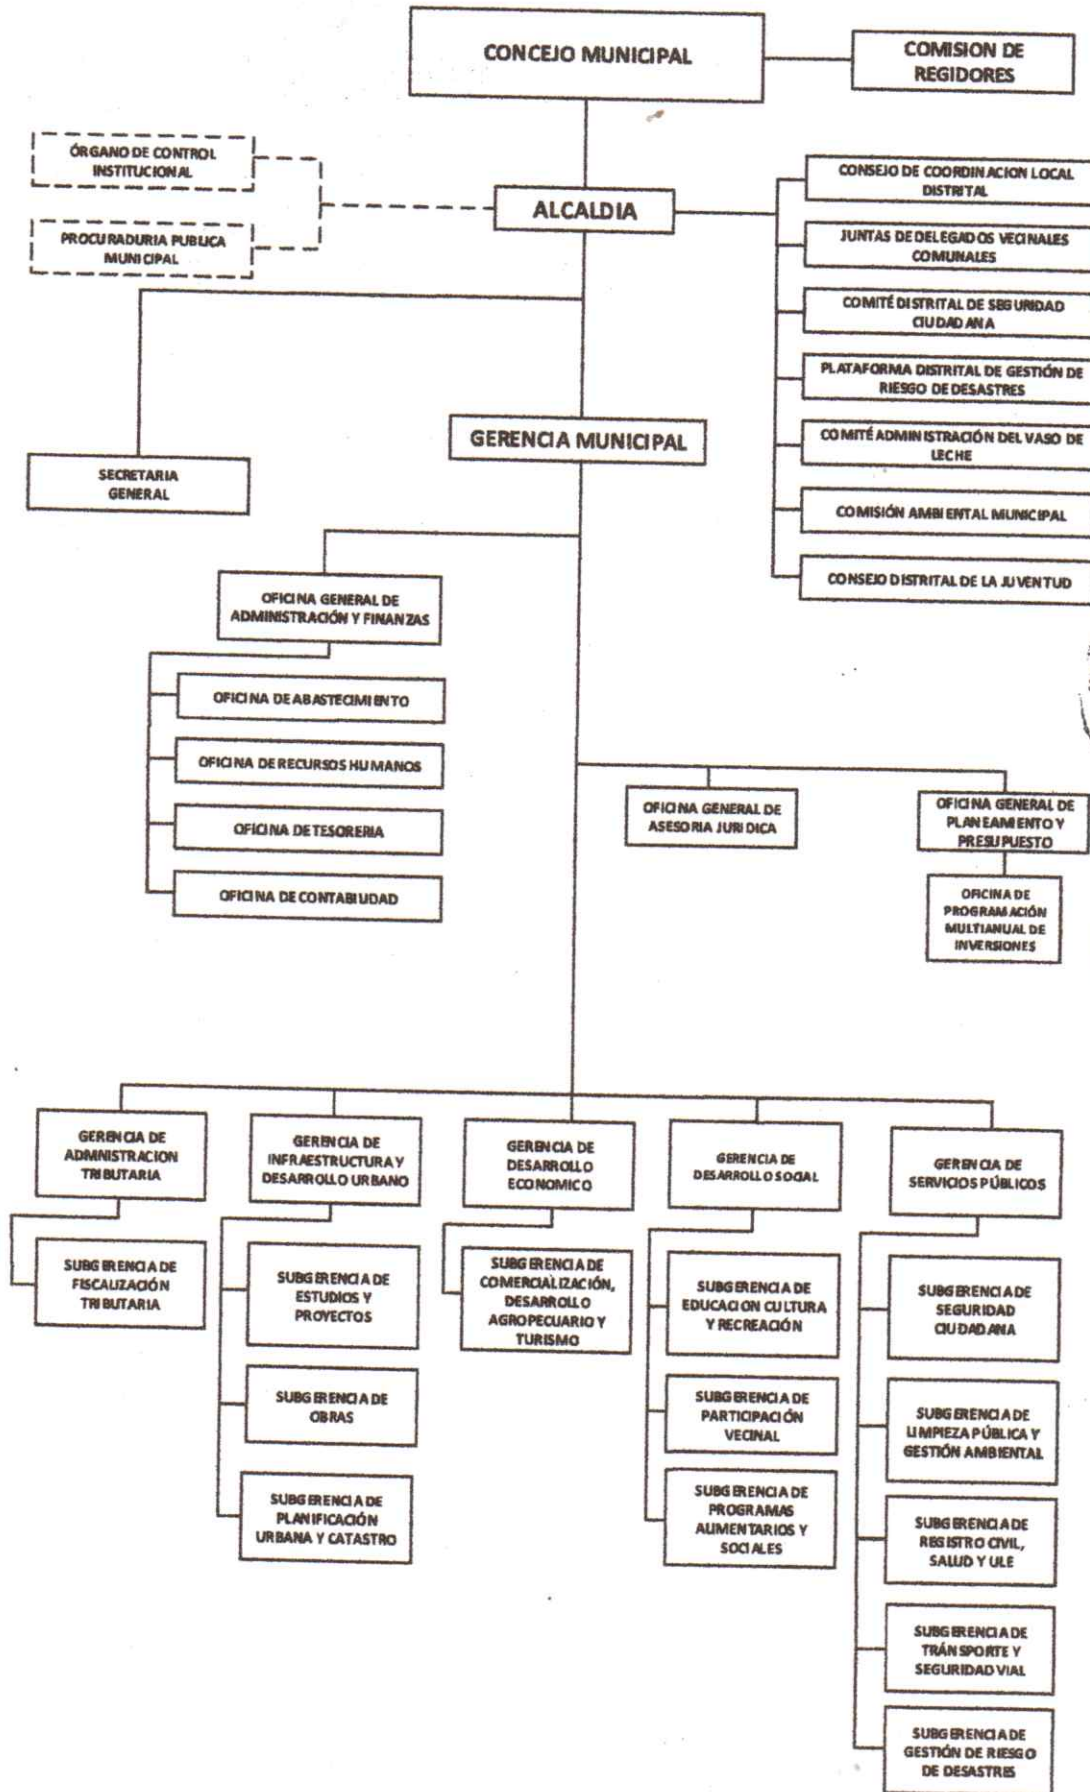 CONCEJO MUNICIPAL
COMISION DE
REGIDORES
ÓRGANO DE CONTROL
INSTITUCIONAL
PROCURADURIA PUBLICA
MUNICIPAL
ALCALDIA
CONSEJO DE COORDINACION LOCAL
DISTRITAL
JUNTAS DE DELEGADOS VECINALES
COMUNALES
COMITÉ DISTRITAL DE SEGURIDAD
CIUDADANA
PLATAFORMA DISTRITAL DE GESTIÓN DE
RIESGO DE DESASTRES
COMITÉ ADMINISTRACIÓN DEL VASO DE
LECHE
COMISIÓN AMBIENTAL MUNICIPAL
CONSEJO DISTRITAL DE LA JUVENTUD
GERENCIA MUNICIPAL
SECRETARIA
GENERAL
OFICINA GENERAL DE
ADMINISTRACIÓN Y FINANZAS
OFICINA DE ABASTECIMIENTO
OFICINA DE RECURSOS HUMANOS
OFICINA DE TESORERIA
OFICINA DE CONTABILIDAD
OFICINA GENERAL DE
ASESORIA JURIDICA
OFICINA GENERAL DE
PLANEAMIENTO Y
PRESUPUESTO
OFICINA DE
PROGRAMACIÓN
MULTIANUAL DE
INVERSIONES
GERENCIA DE
ADMNISTRACION
TRIBUTARIA
SUBGERENCIA DE
FISCALIZACIÓN
TRIBUTARIA
GERENCIA DE
INFRAESTRUCTURA Y
DESARROLLO URBANO
SUBGERENCIA DE
ESTUDIOS Y
PROYECTOS
SUBGERENCIA DE
OBRAS
SUBGERENCIA DE
PLANIFICACIÓN
URBANA Y CATASTRO
GERENCIA DE
DESARROLLO
ECONOMICO
SUBGERENCIA DE
COMERCIALIZACIÓN,
DESARROLLO
AGROPECUARIO Y
TURISMO
GERENCIA DE
DESARROLLO SOCIAL
SUBGERENCIA DE
EDUCACION CULTURA
Y RECREACIÓN
SUBGERENCIA DE
PARTICIPACIÓN
VECINAL
SUBGERENCIA DE
PROGRAMAS
ALIMENTARIOS Y
SOCIALES
GERENCIA DE
SERVICIOS PÚBLICOS
SUBGERENCIA DE
SEGURIDAD
CIUDADANA
SUBGERENCIA DE
LIMPIEZA PÚBLICA Y
GESTIÓN AMBIENTAL
SUBGERENCIA DE
REGISTRO CIVIL,
SALUD Y ULE
SUBGERENCIA DE
TRÁNSPORTE Y
SEGURIDAD VIAL
SUBGERENCIA DE
GESTIÓN DE RIESGO
DE DESASTRES